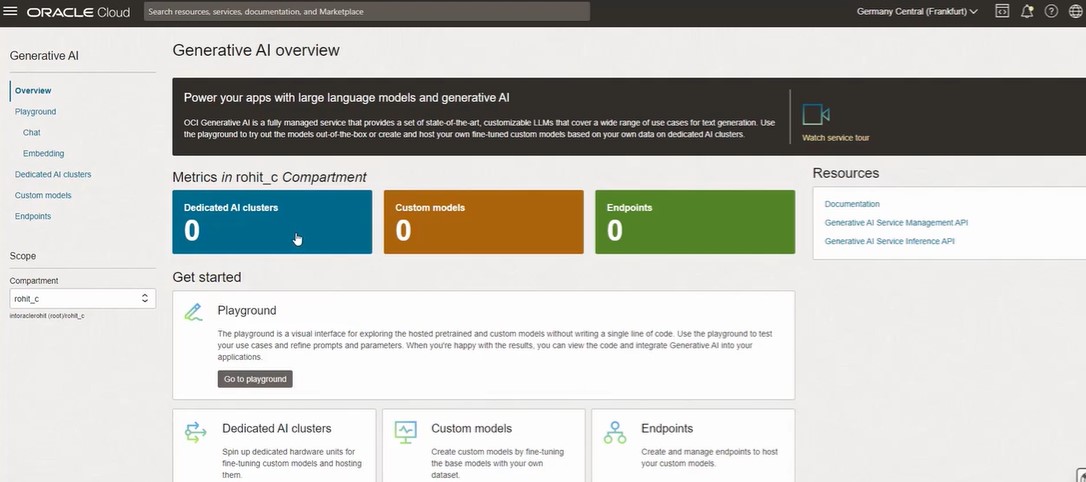 ORACLE Cloud
Search resources, services, documentation, and Marketplace
Germany Central (Frankfurt)
Generative AI
Overview
Playground
Chat
Embedding
Dedicated AI clusters
Custom models
Endpoints
Scope
Compartment
rohit_c
intoraclerohit (root)/rohit_c
Generative AI overview
Power your apps with large language models and generative AI
OCI Generative AI is a fully managed service that provides a set of state-of-the-art, customizable LLMs that cover a wide range of use cases for text generation. Use
the playground to try out the models out-of-the-box or create and host your own fine-tuned custom models based on your own data on dedicated AI clusters.
Watch service tour
Metrics in rohit_c Compartment
Dedicated AI clusters
0
Custom models
0
Endpoints
0
Resources
Documentation
Generative AI Service Management API
Generative AI Service Inference API
Get started
Playground
The playground is a visual interface for exploring the hosted pretrained and custom models without writing a single line of code. Use the playground to test
your use cases and refine prompts and parameters. When you're happy with the results, you can view the code and integrate Generative AI into your
applications.
Go to playground
Dedicated AI clusters
Spin up dedicated hardware units for
fine-tuning custom models and hosting
them.
Custom models
Create custom models by fine-tuning
the base models with your own
dataset.
Endpoints
Create and manage endpoints to host
your custom models.